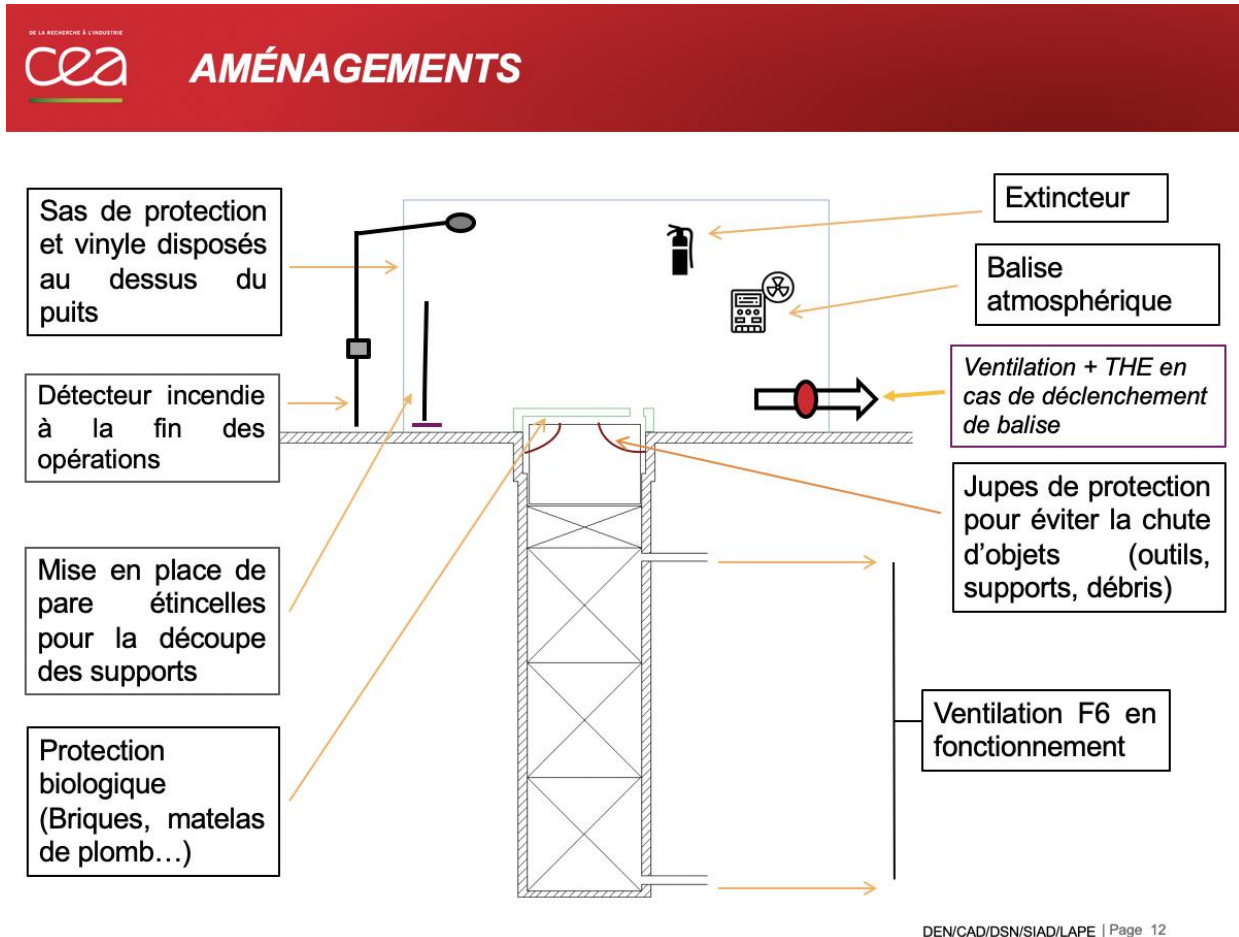 DE LA RECHERCHE À L'INDUSTRIE
cea
AMÉNAGEMENTS
Sas de protection
et vinyle disposés
au dessus du
puits
Détecteur incendie
à la fin des
opérations
Mise en place de
pare étincelles
pour la découpe
des supports
Protection
biologique
(Briques, matelas
de plomb…)
Extincteur
Balise
atmosphérique
Ventilation + THE en
cas de déclenchement
de balise
Jupes de protection
pour éviter la chute
d'objets (outils,
supports, débris)
Ventilation F6 en
fonctionnement
DEN/CAD/DSN/SIAD/LAPE | Page 12